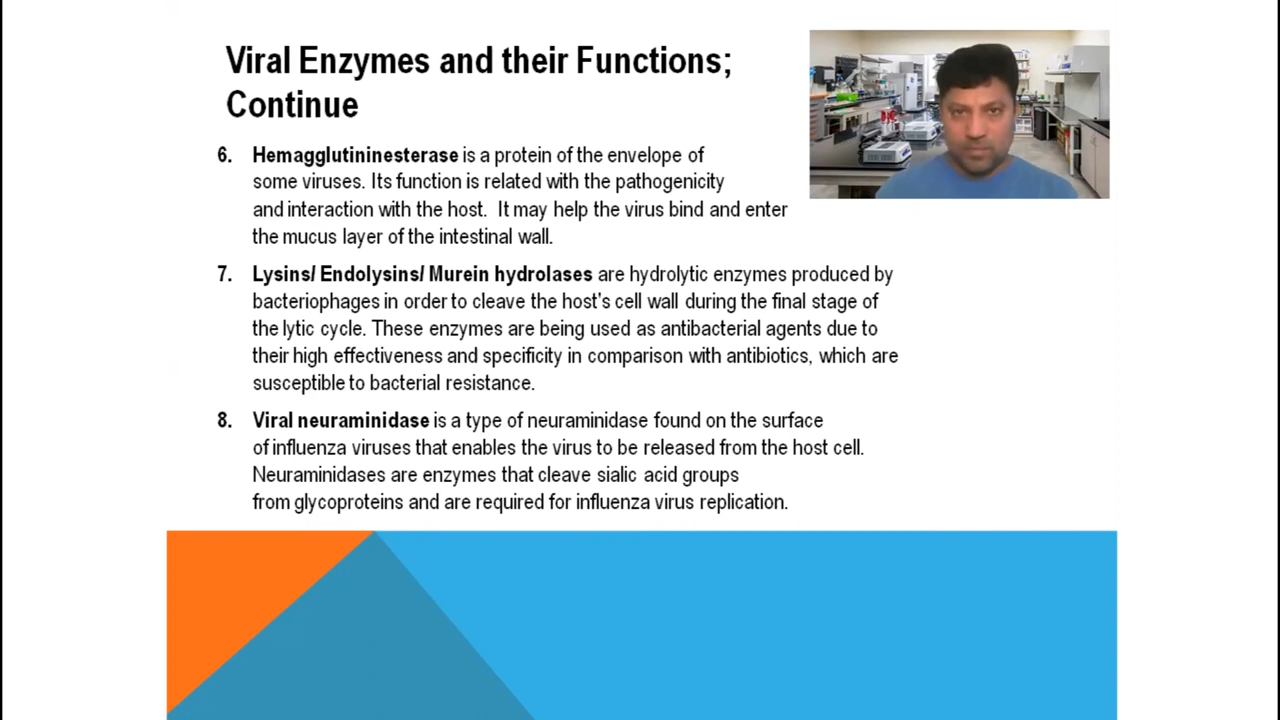 Viral Enzymes and their Functions;
Continue
6. Hemagglutininesterase is a protein of the envelope of
some viruses. Its function is related with the pathogenicity
and interaction with the host. It may help the virus bind and enter
the mucus layer of the intestinal wall.
7. Lysins/ Endolysins/ Murein hydrolases are hydrolytic enzymes produced by
bacteriophages in order to cleave the host's cell wall during the final stage of
the lytic cycle. These enzymes are being used as antibacterial agents due to
their high effectiveness and specificity in comparison with antibiotics, which are
susceptible to bacterial resistance.
8. Viral neuraminidase is a type of neuraminidase found on the surface
of influenza viruses that enables the virus to be released from the host cell.
Neuraminidases are enzymes that cleave sialic acid groups
from glycoproteins and are required for influenza virus replication.